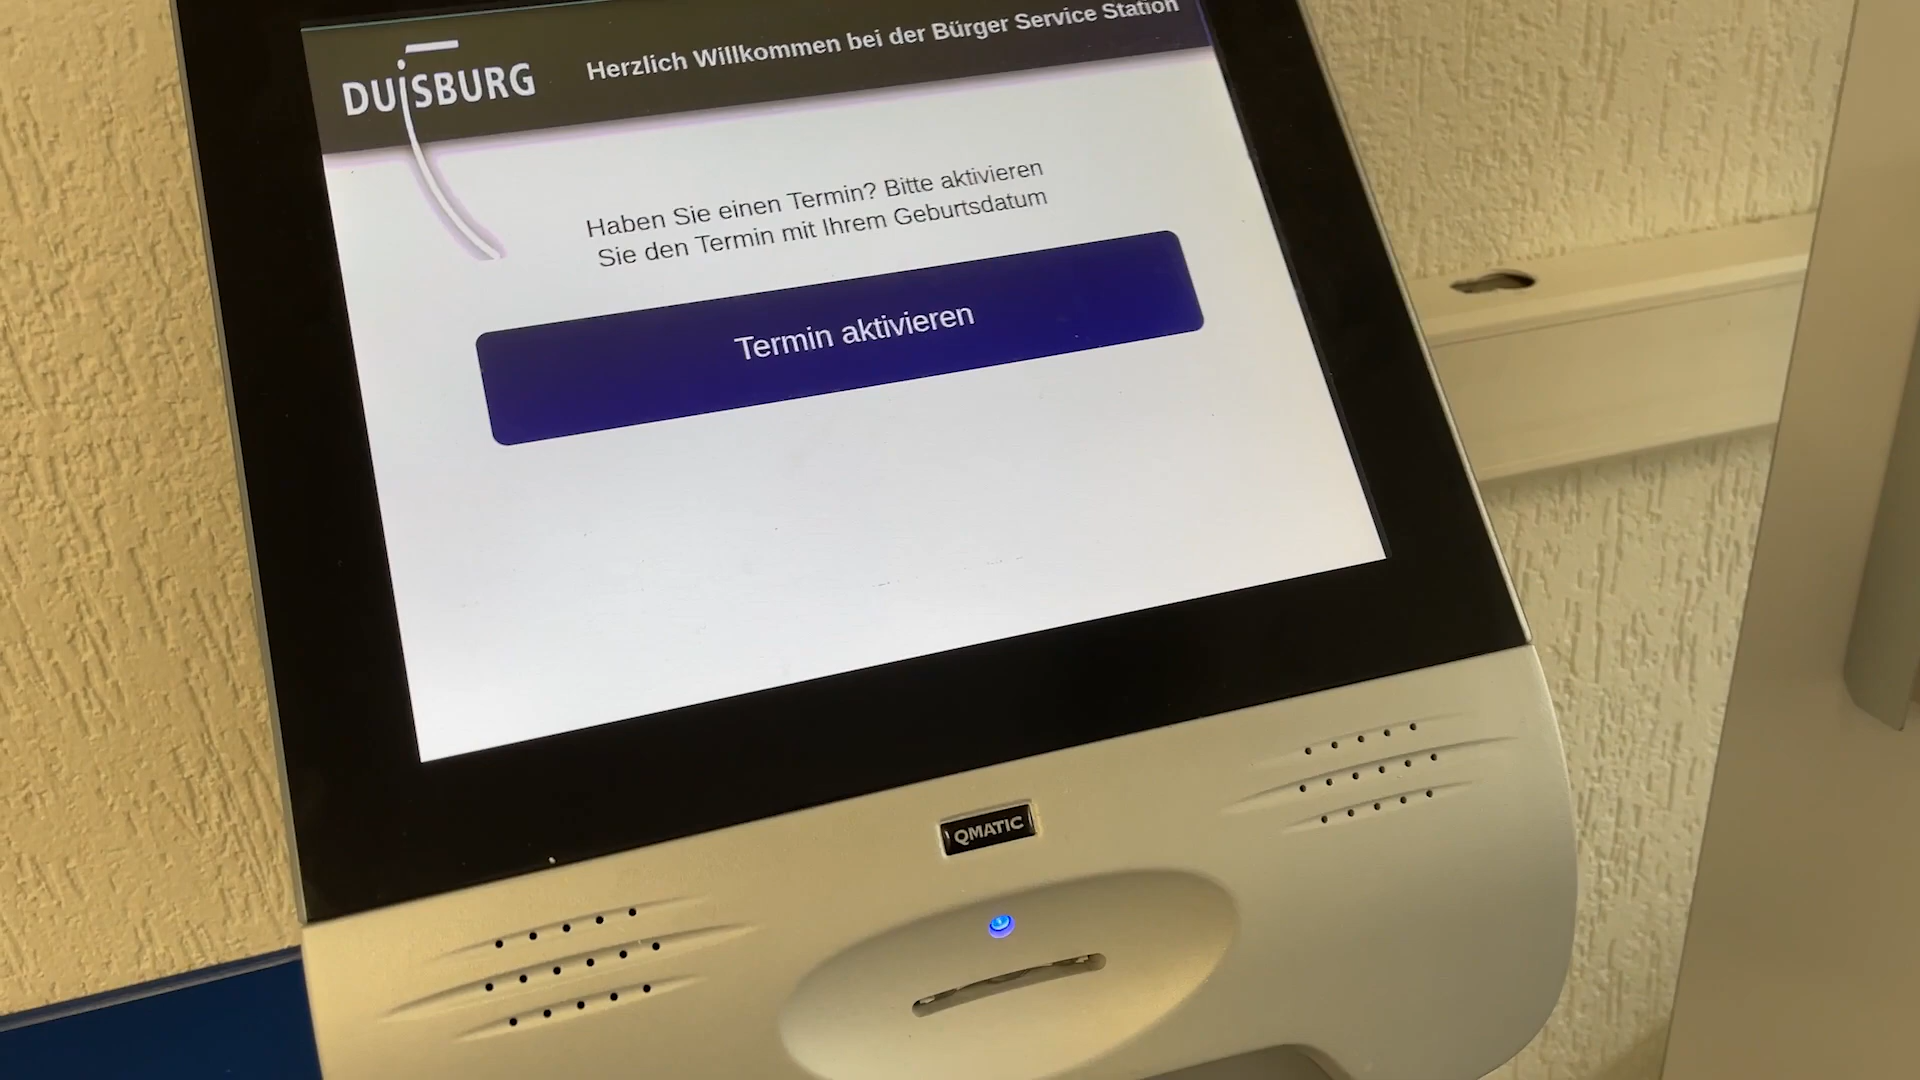 DUISBURG
Herzlich Willkommen bei der Bürger Service Station
Haben Sie einen Termin? Bitte aktivieren
Sie den Termin mit Ihrem Geburtsdatum
Termin aktivieren
QMATIC